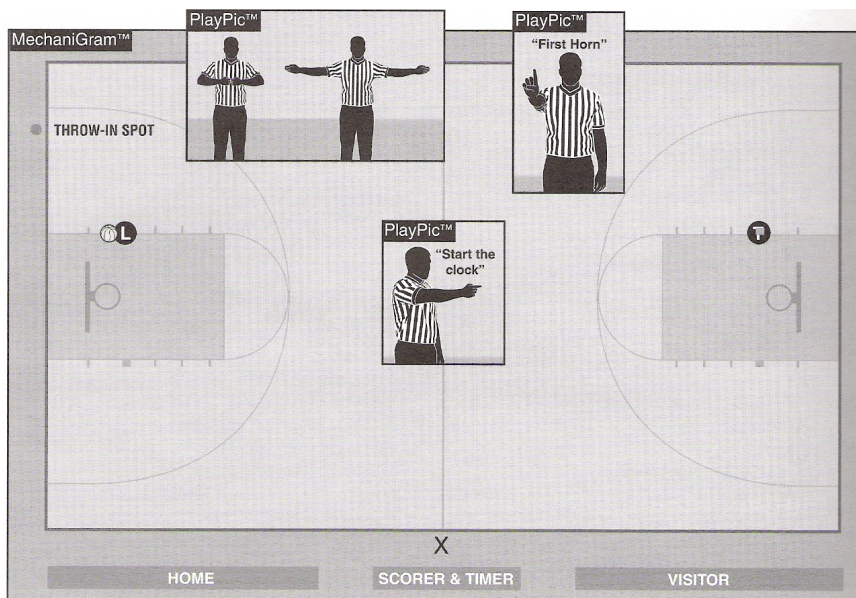 MechaniGram™
PlayPic™
PlayPic™
"First Horn"
THROW-IN SPOT
L
T
PlayPic™
"Start the
clock"
X
HOME
SCORER & TIMER
VISITOR